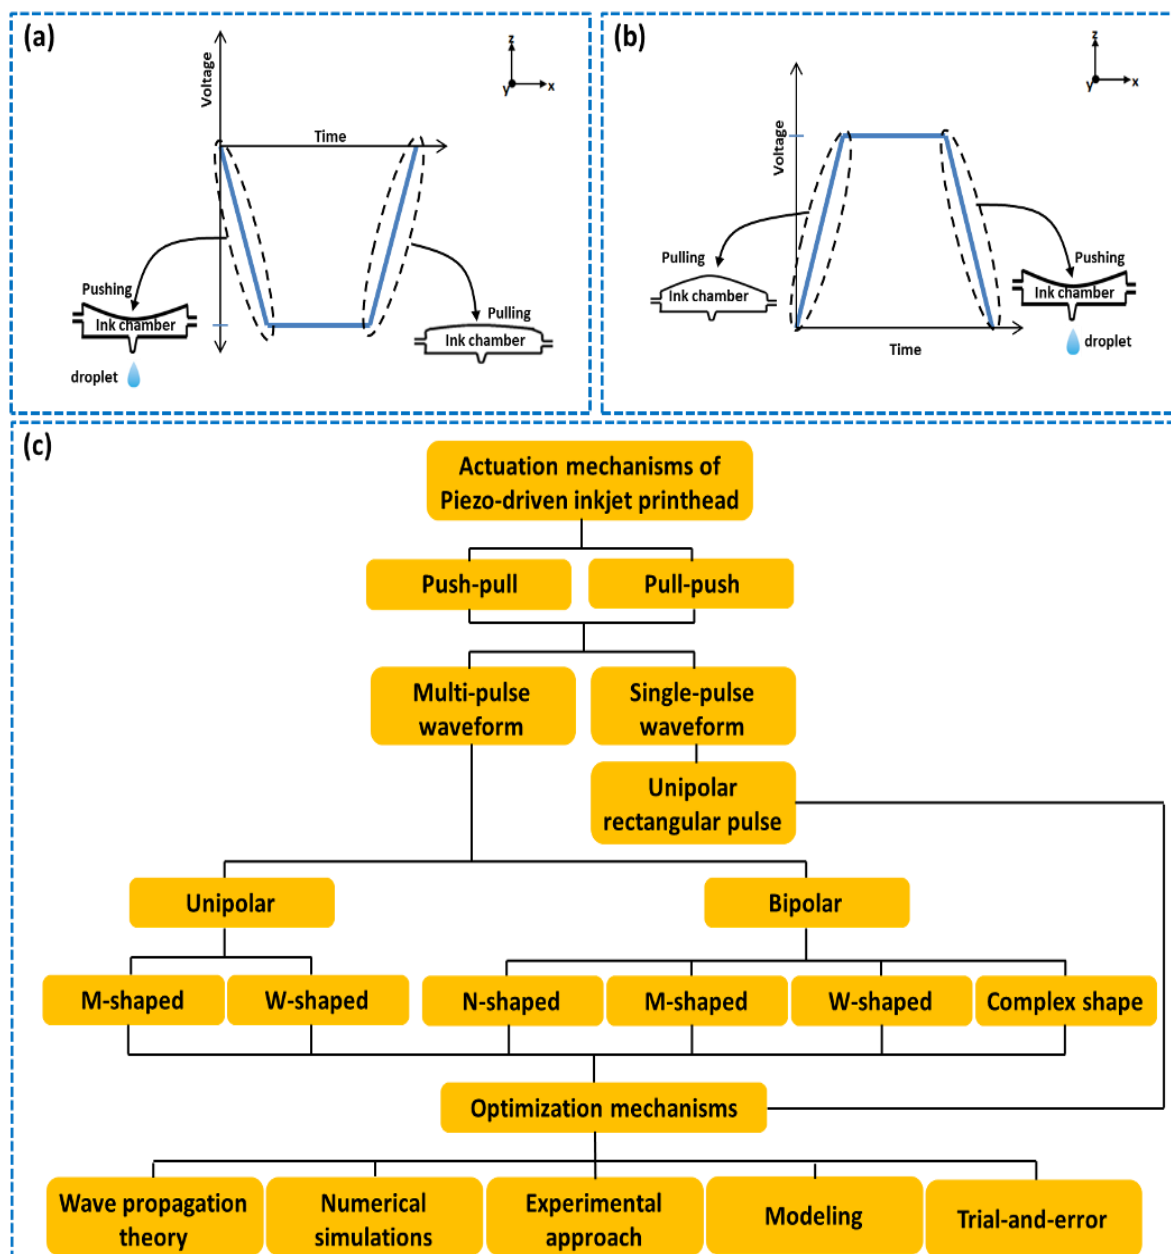 (a)
z
y
x
Voltage
Time
Pushing
Ink chamber
droplet
Pulling
Ink chamber
(b)
z
y
x
Voltage
Pulling
Ink chamber
Pushing
Ink chamber
droplet
Time
(c)
Actuation mechanisms of
Piezo-driven inkjet printhead
Push-pull
Pull-push
Multi-pulse
waveform
Single-pulse
waveform
Unipolar
rectangular pulse
Unipolar
Bipolar
M-shaped
W-shaped
N-shaped
M-shaped
W-shaped
Complex shape
Optimization mechanisms
Wave propagation
theory
Numerical
simulations
Experimental
approach
Modeling
Trial-and-error